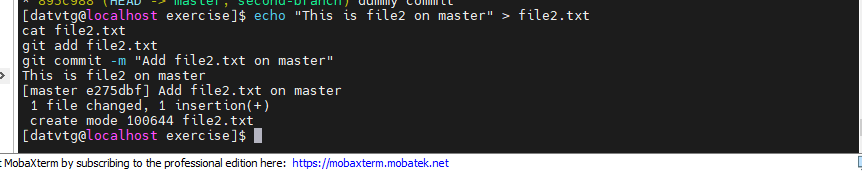 * 895c988 (HEAD -> master, second-branch) dummy commit
[datvtg@localhost exercise]$ echo "This is file2 on master" > file2.txt
cat file2.txt
git add file2.txt
git commit -m "Add file2.txt on master"
This is file2 on master
[master e275dbf] Add file2.txt on master
 1 file changed, 1 insertion(+)
 create mode 100644 file2.txt
[datvtg@localhost exercise]$
t MobaXterm by subscribing to the professional edition here: https://mobaxterm.mobatek.net